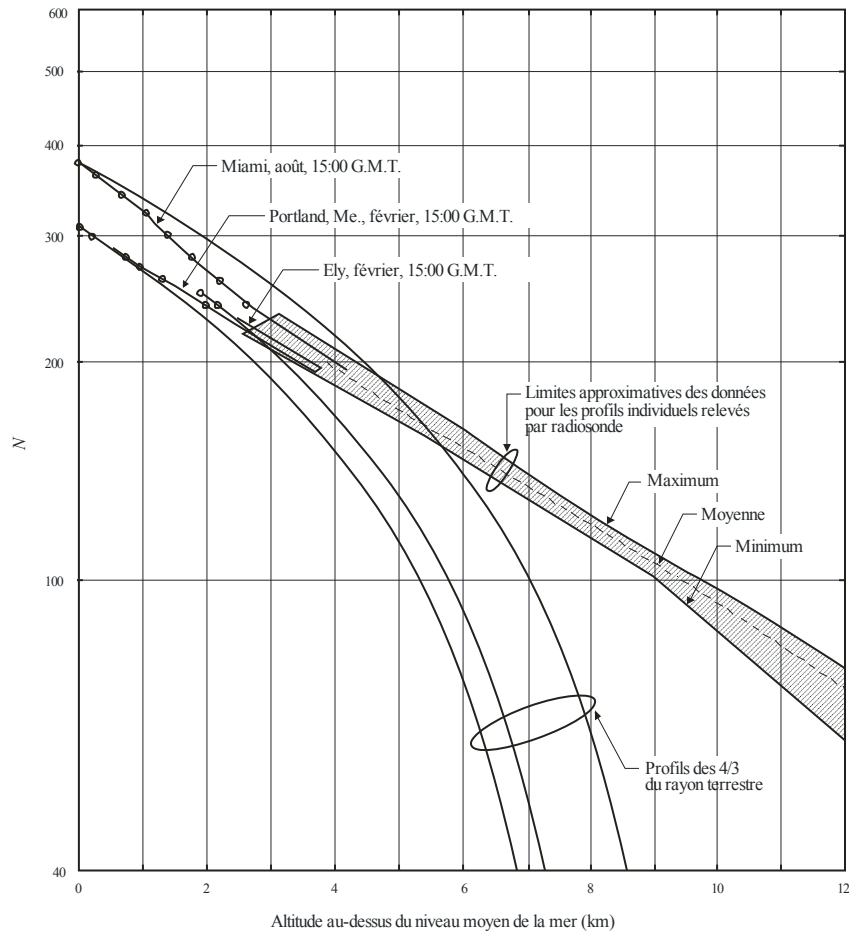 600
500
400
300
200
100
40
N
Miami, août, 15:00 G.M.T.
Portland, Me., février, 15:00 G.M.T.
Ely, février, 15:00 G.M.T.
Limites approximatives des données
pour les profils individuels relevés
par radiosonde
Maximum
Moyenne
Minimum
Profils des 4/3
du rayon terrestre
0 2 4 6 8 10 12
Altitude au-dessus du niveau moyen de la mer (km)